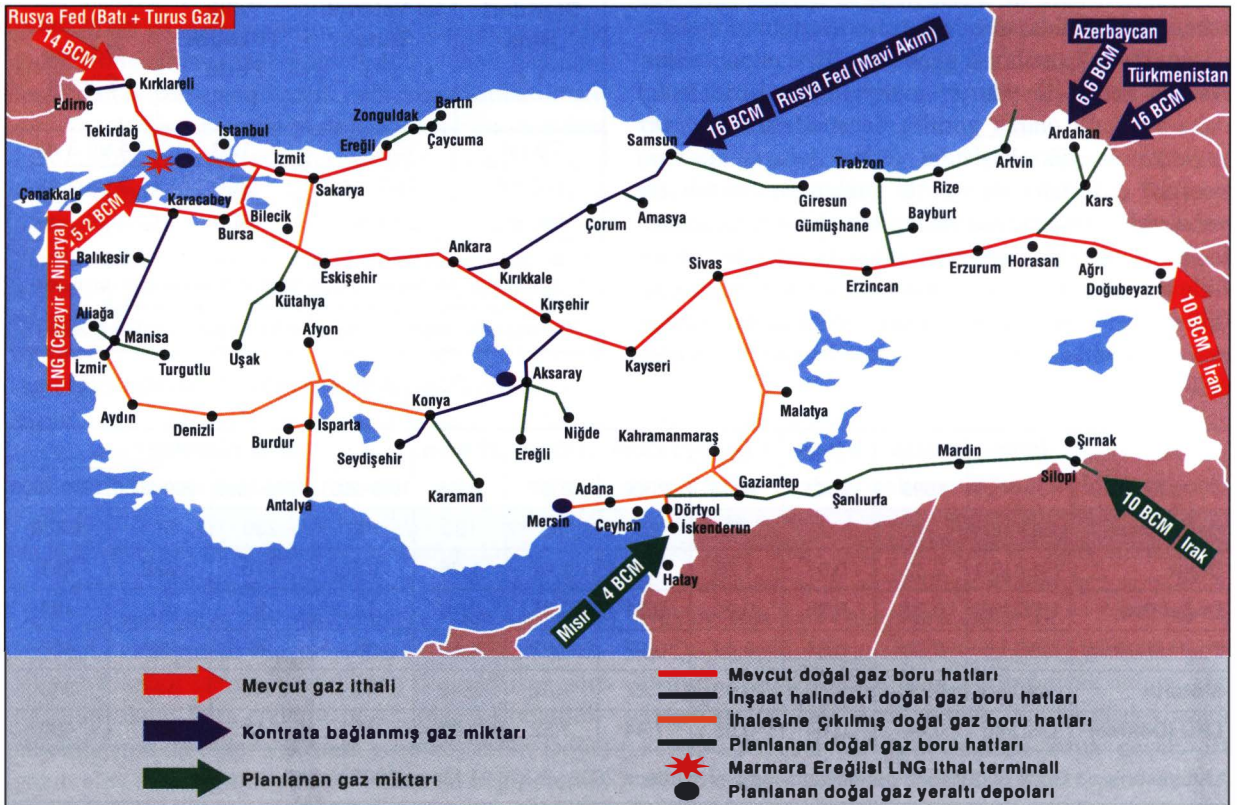 Rusya Fed (Batı + Turus Gaz)
14 BCM
Azerbaycan
6.6 BCM
Türkmenistan
16 BCM
16 BCM Rusya Fed (Mavi Akım)
Kırklareli
Edirne
Tekirdağ
İstanbul
Zonguldak
Bartın
Ereğli
Çaycuma
İzmit
Sakarya
Samsun
Trabzon
Artvin
Ardahan
Rize
Kars
Giresun
Gümüşhane
Bayburt
Çanakkale
Karacabey
Bilecik
Bursa
5.2 BCM
LNG (Cezayir + Nijerya)
Balıkesir
Eskişehir
Ankara
Kırıkkale
Çorum
Amasya
Sivas
Erzincan
Erzurum
Horasan
Ağrı
Doğubeyazıt
Kütahya
Kırşehir
Kayseri
10 BCM İran
Aliağa
Manisa
İzmir
Turgutlu
Uşak
Afyon
Aksaray
Aydın
Denizli
Burdur
Isparta
Konya
Seydişehir
Niğde
Ereğli
Karaman
Malatya
Kahramanmaraş
Antalya
Mersin
Adana
Ceyhan
Dörtyol
İskenderun
Gaziantep
Şanlıurfa
Mardin
Şırnak
Silopi
Hatay
Mısır 4 BCM
10 BCM Irak
Mevcut gaz ithali
Kontrata bağlanmış gaz miktarı
Planlanan gaz miktarı
Mevcut doğal gaz boru hatları
İnşaat halindeki doğal gaz boru hatları
İhalesine çıkılmış doğal gaz boru hatları
Planlanan doğal gaz boru hatları
Marmara Ereğlisi LNG ithal terminali
Planlanan doğal gaz yeraltı depoları